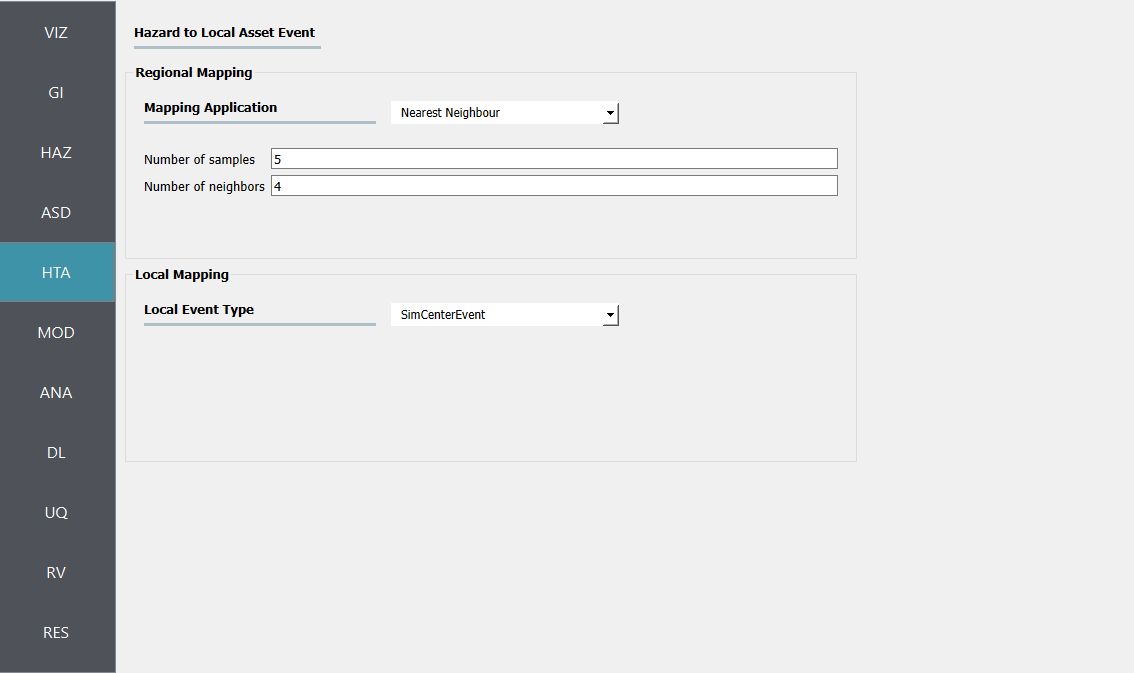 VIZ
GI
HAZ
ASD
HTA
MOD
ANA
DL
UQ
RV
RES
Hazard to Local Asset Event
Regional Mapping
Mapping Application Nearest Neighbour
Number of samples 5
Number of neighbors 4
Local Mapping
Local Event Type SimCenterEvent